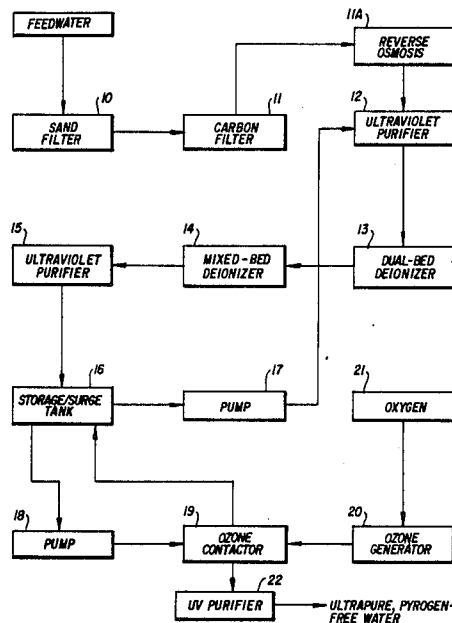 FEEDWATER
10
SAND
FILTER
11
CARBON
FILTER
11A
REVERSE
OSMOSIS
12
ULTRAVIOLET
PURIFIER
15
ULTRAVIOLET
PURIFIER
14
MIXED-BED
DEIONIZER
13
DUAL-BED
DEIONIZER
16
STORAGE/SURGE
TANK
17
PUMP
21
OXYGEN
18
PUMP
19
OZONE
CONTACTOR
20
OZONE
GENERATOR
22
UV PURIFIER
ULTRAPURE, PYROGEN-
FREE WATER